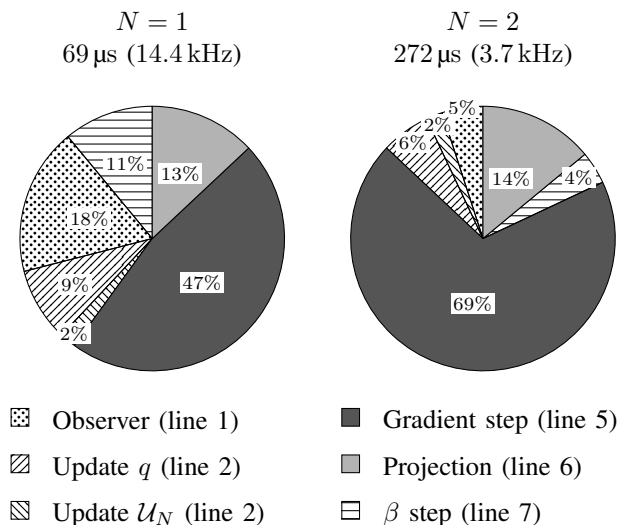 N = 1
69 µs (14.4 kHz)
11%
13%
18%
47%
9%
2%
N = 2
272 µs (3.7 kHz)
5%
2%
6%
14%
4%
69%
Observer (line 1)
Update q (line 2)
Update 𝒰_N (line 2)
Gradient step (line 5)
Projection (line 6)
β step (line 7)